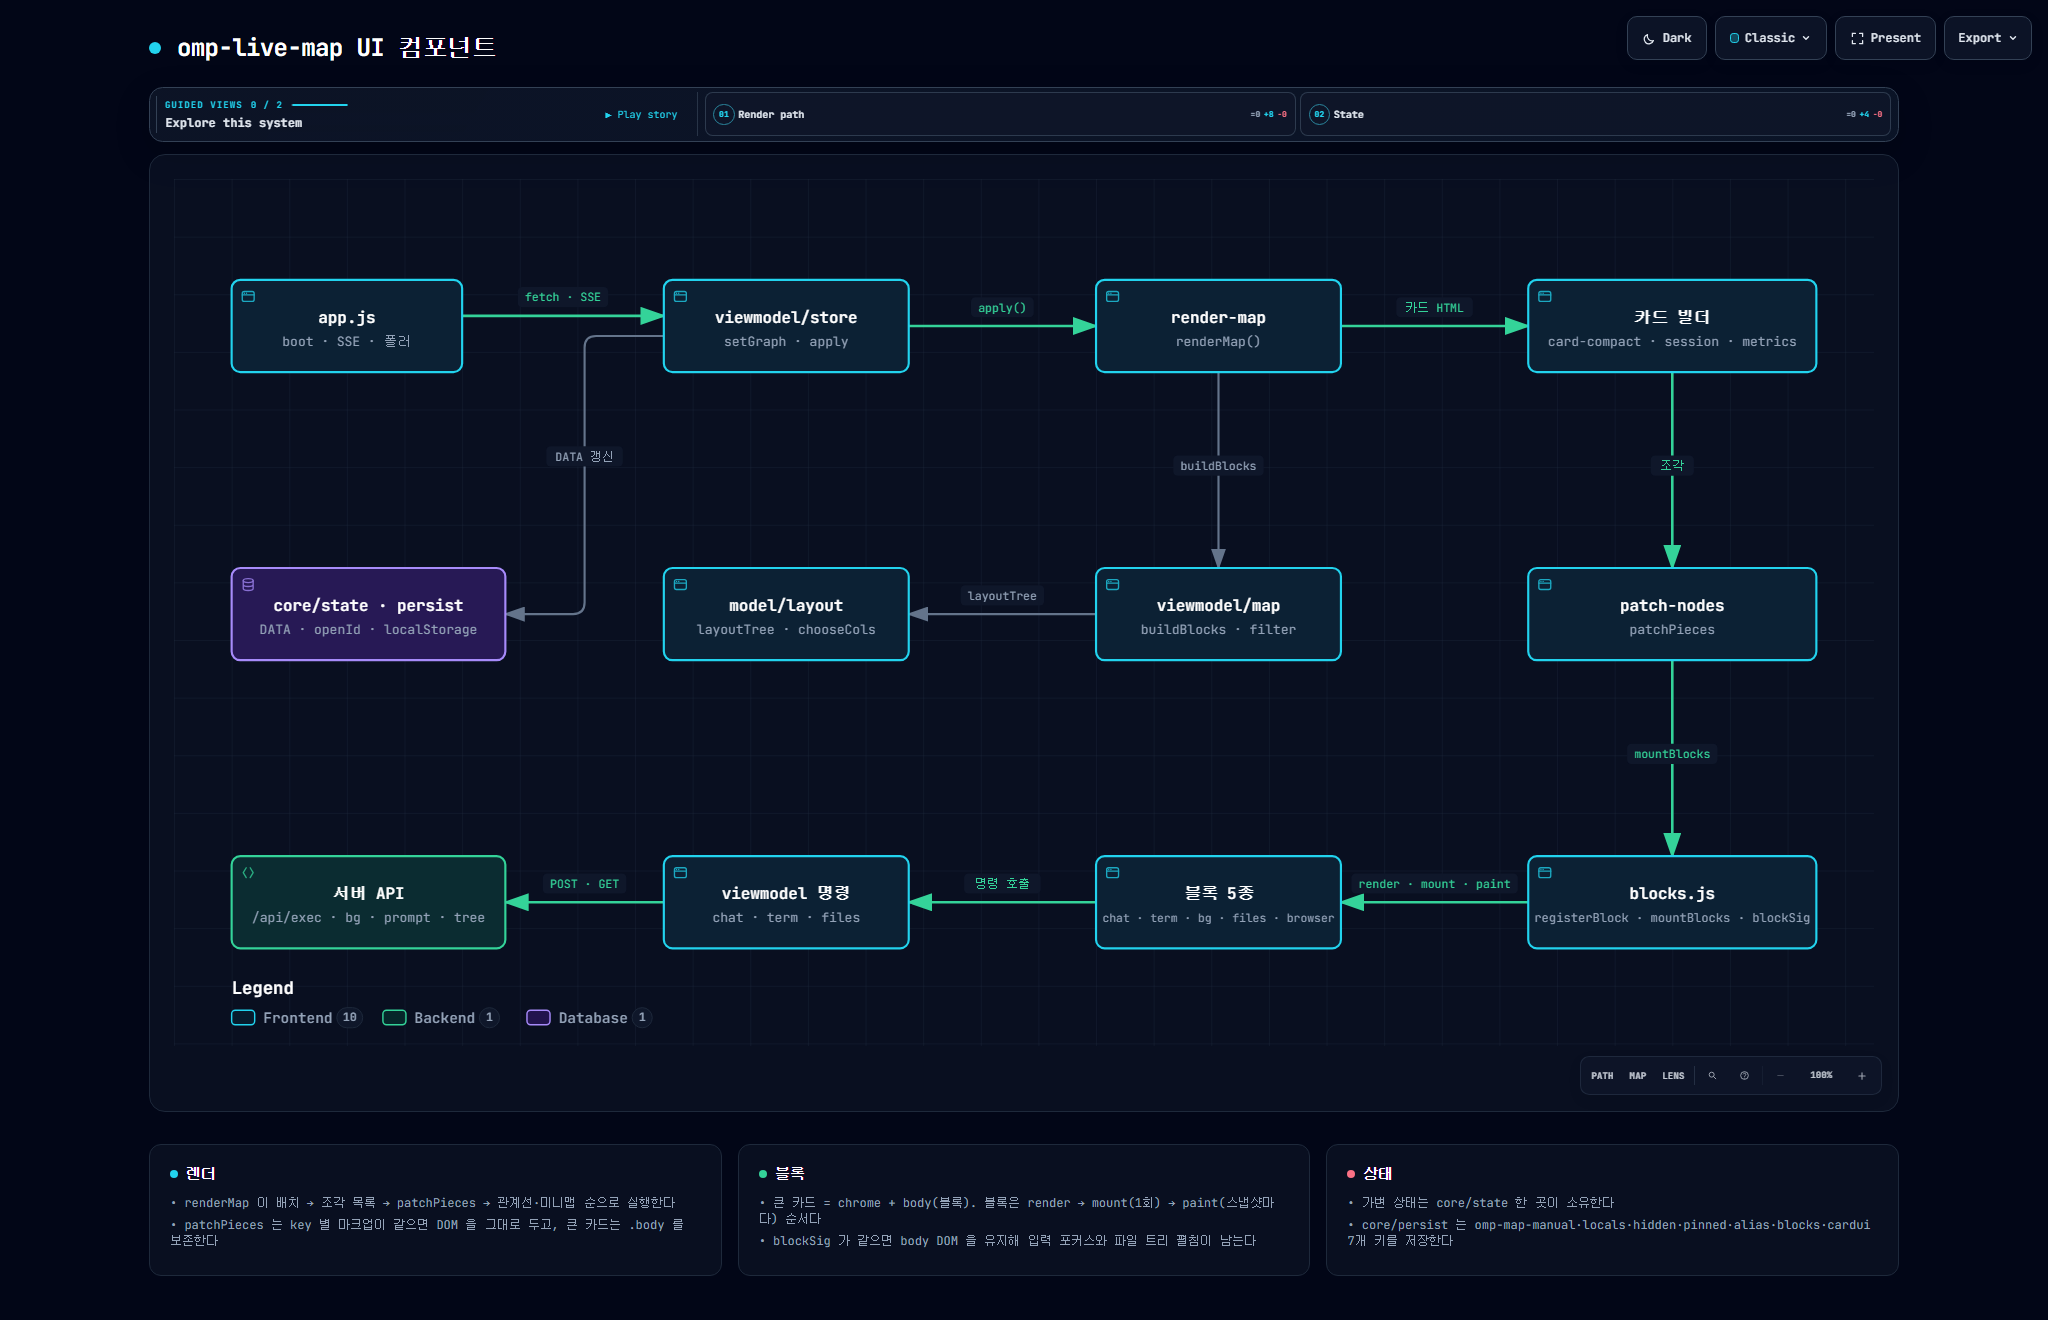 omp-live-map UI 컴포넌트
Dark
Classic
Present
Export
GUIDED VIEWS 0 / 2
Explore this system
▶ Play story
01 Render path
=0 +8 -0
02 State
=0 +4 -0
app.js
boot · SSE · 폴러
fetch · SSE
viewmodel/store
setGraph · apply
apply()
render-map
renderMap()
카드 HTML
카드 빌더
card-compact · session · metrics
DATA 갱신
buildBlocks
조각
core/state · persist
DATA · openId · localStorage
model/layout
layoutTree · chooseCols
layoutTree
viewmodel/map
buildBlocks · filter
patch-nodes
patchPieces
mountBlocks
서버 API
/api/exec · bg · prompt · tree
POST · GET
viewmodel 명령
chat · term · files
명령 호출
블록 5종
chat · term · bg · files · browser
render · mount · paint
blocks.js
registerBlock · mountBlocks · blockSig
Legend
Frontend 10
Backend 1
Database 1
PATH
MAP
LENS
100%
렌더
• renderMap 이 배치 → 조각 목록 → patchPieces → 관계선·미니맵 순으로 실행한다
• patchPieces 는 key 별 마크업이 같으면 DOM 을 그대로 두고, 큰 카드는 .body 를
보존한다
블록
• 큰 카드 = chrome + body(블록). 블록은 render → mount(1회) → paint(스냅샷마
다) 순서다
• blockSig 가 같으면 body DOM 을 유지해 입력 포커스와 파일 트리 펼침이 남는다
상태
• 가변 상태는 core/state 한 곳이 소유한다
• core/persist 는 omp-map-manual·locals·hidden·pinned·alias·blocks·cardui
7개 키를 저장한다